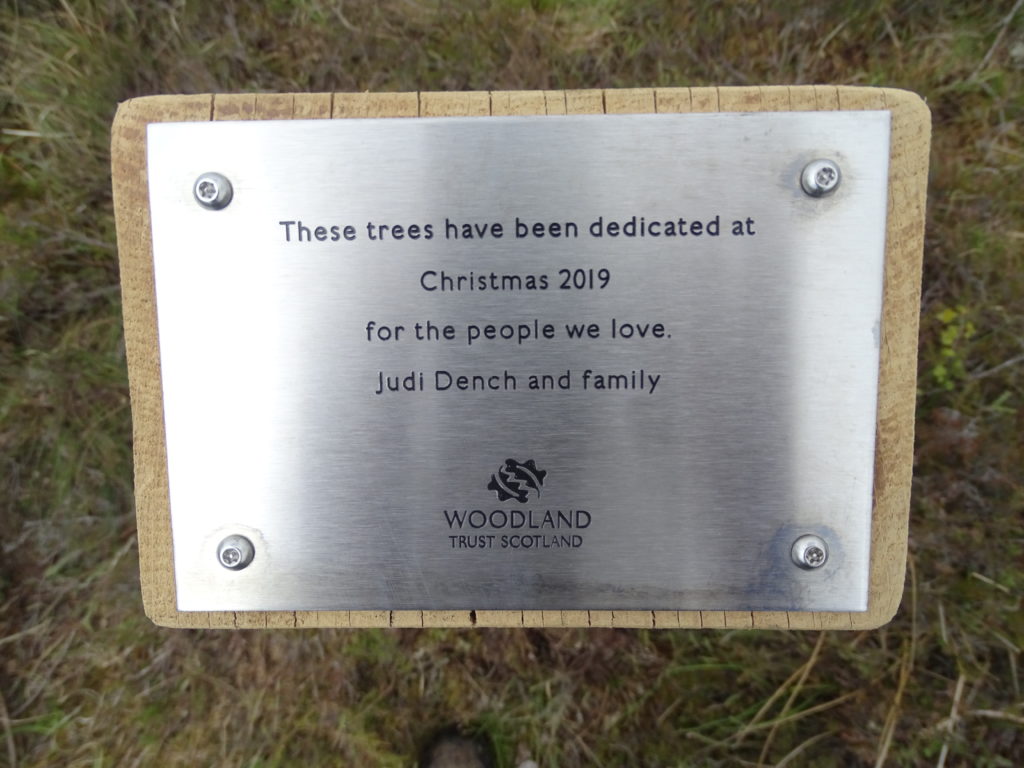 These trees have been dedicated at
Christmas 2019
for the people we love.
Judi Dench and family
WOODLAND
TRUST SCOTLAND